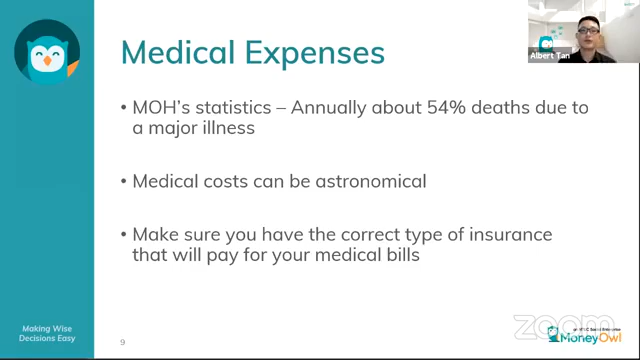 Medical Expenses
Albert Tan
• MOH's statistics – Annually about 54% deaths due to
a major illness
• Medical costs can be astronomical
• Make sure you have the correct type of insurance
that will pay for your medical bills
Making Wise
Decisions Easy
9
zoom
MoneyOwl